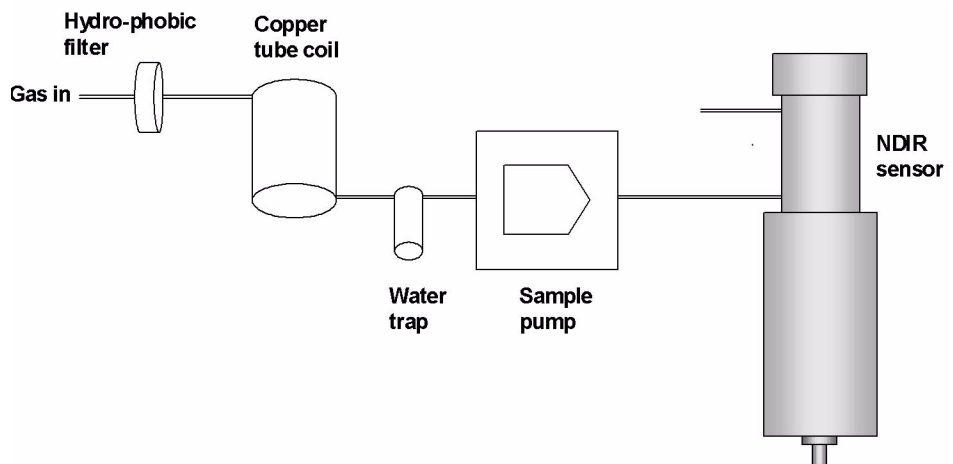 Hydro-phobic
filter
Copper
tube coil
Gas in
NDIR
sensor
Water
trap
Sample
pump